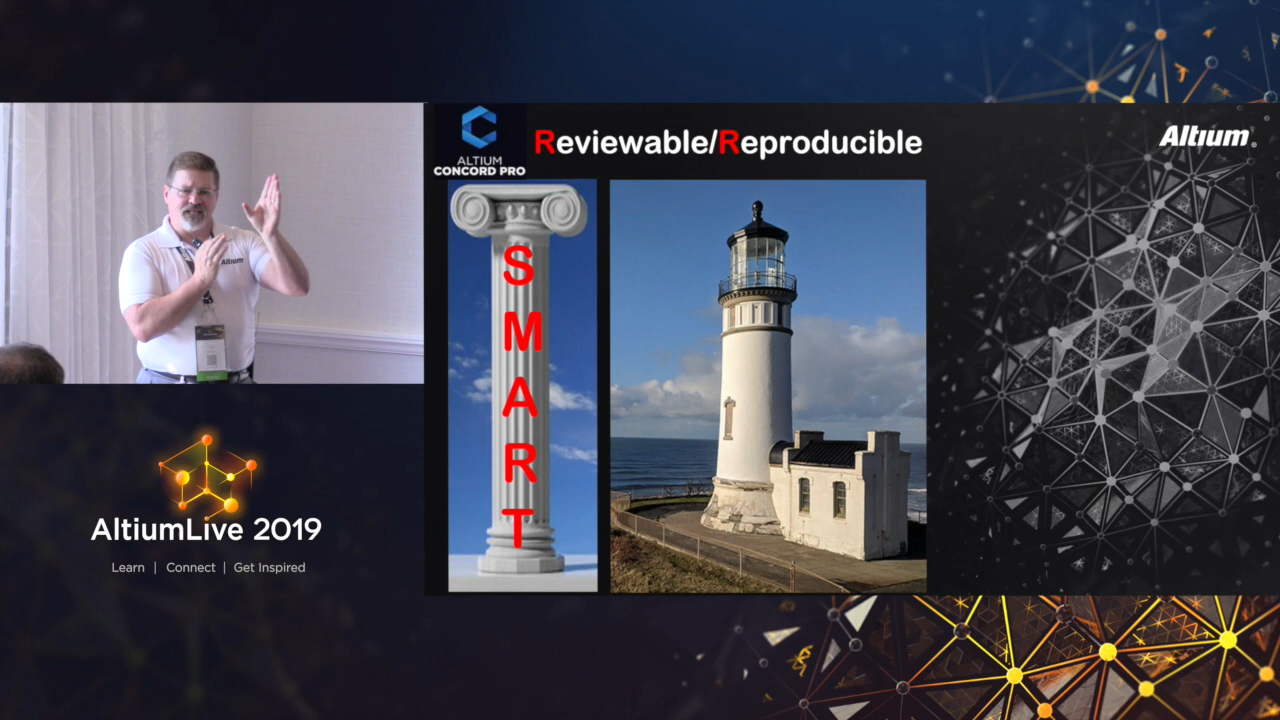 ALTIUM
CONCORD PRO
Reviewable/Reproducible
Altium®
S
M
A
R
T
Altium
AltiumLive 2019
Learn | Connect | Get Inspired